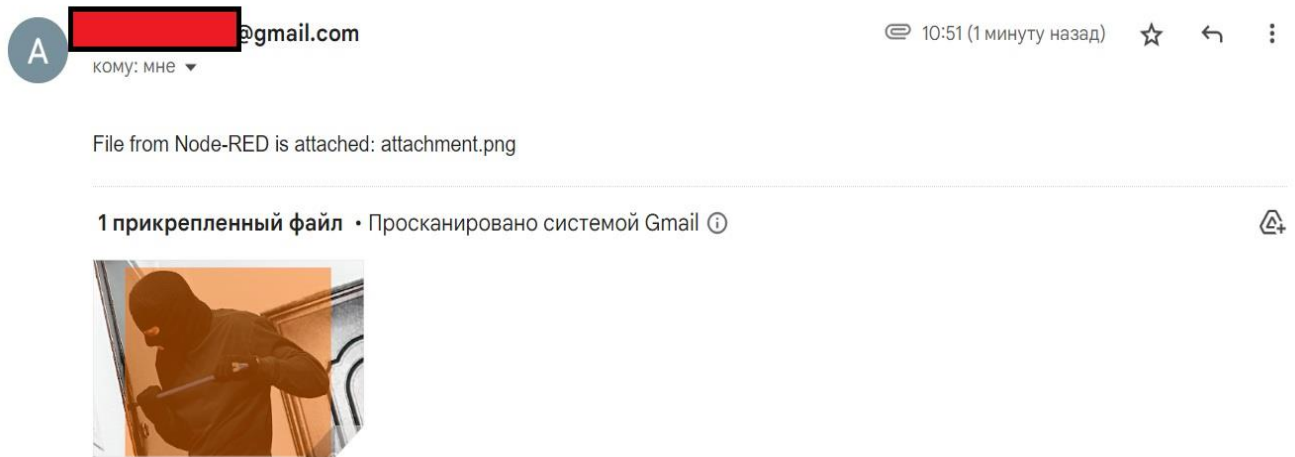 A
@gmail.com
10:51 (1 минуту назад)
кому: мне
File from Node-RED is attached: attachment.png
1 прикрепленный файл • Просканировано системой Gmail